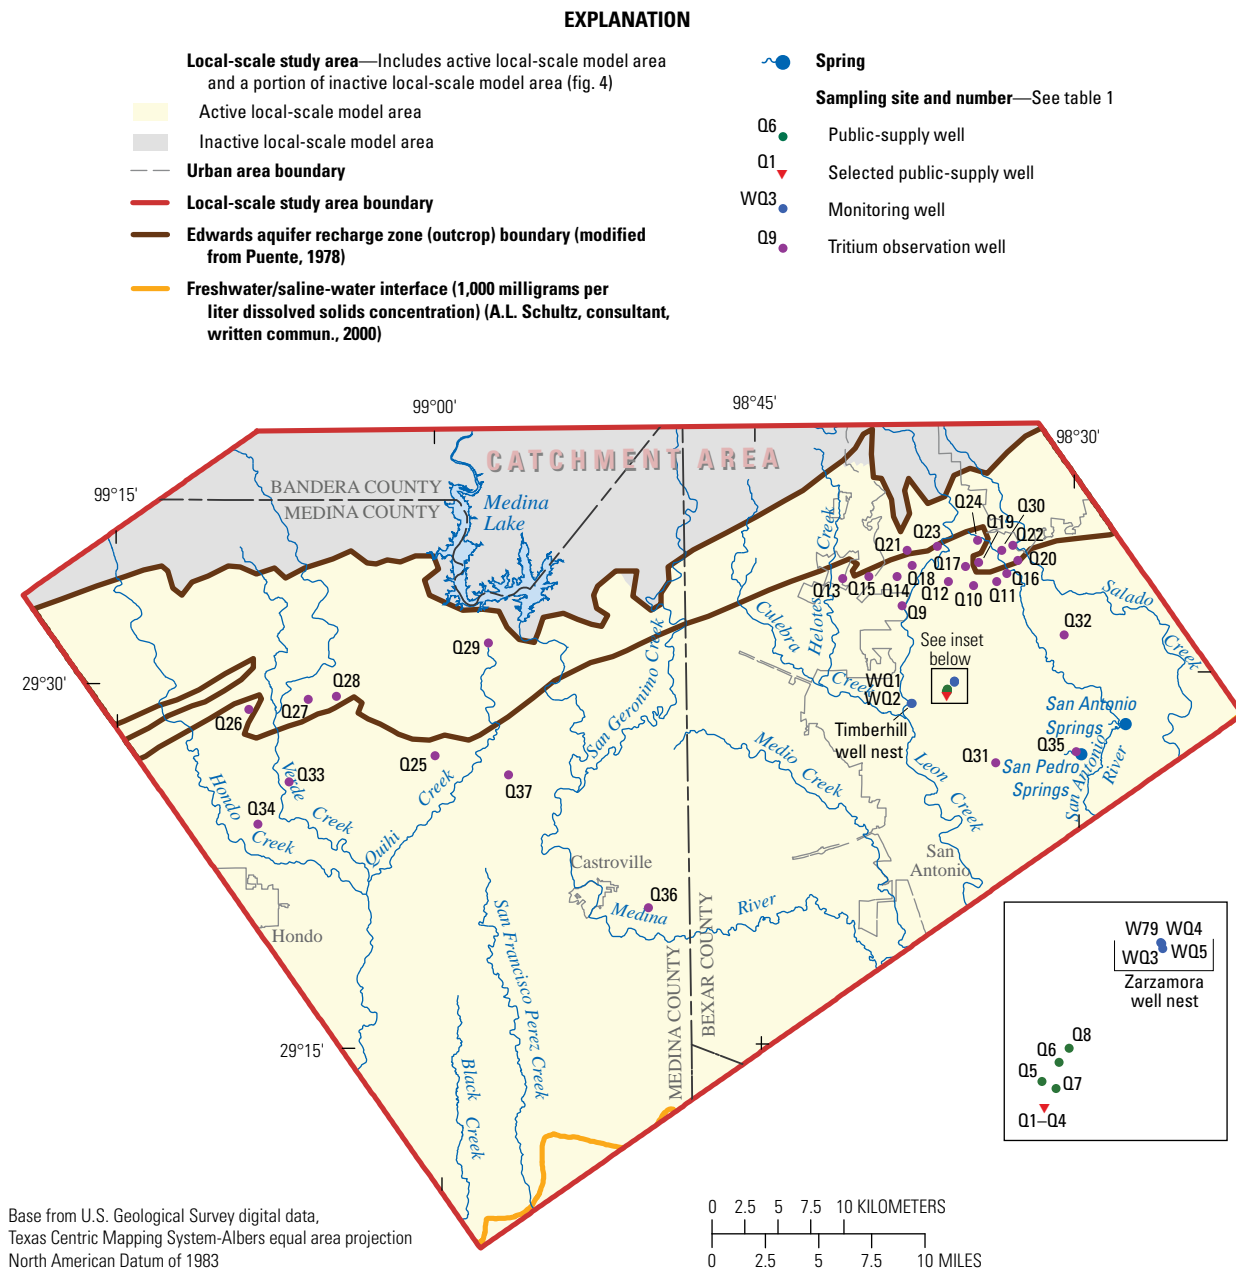 EXPLANATION
Local-scale study area—Includes active local-scale model area
and a portion of inactive local-scale model area (fig. 4)
Active local-scale model area
Inactive local-scale model area
Urban area boundary
Local-scale study area boundary
Edwards aquifer recharge zone (outcrop) boundary (modified
from Puente, 1978)
Freshwater/saline-water interface (1,000 milligrams per
liter dissolved solids concentration) (A.L. Schultz, consultant,
written commun., 2000)
Spring
Sampling site and number—See table 1
Q6
Public-supply well
Q1
Selected public-supply well
WQ3
Monitoring well
Q9
Tritium observation well
99°00'
98°45'
98°30'
99°15'
29°30'
29°15'
CATCHMENT AREA
BANDERA COUNTY
MEDINA COUNTY
Medina
Lake
Q24
Q30
Q19
Q23
Q22
Q21
Q20
Q17
Q18
Q16
Q13
Q15
Q14
Q12
Q10
Q11
Q9
Helotes Creek
Culebra
Creek
Salado
Creek
Q32
See inset
below
WQ1
WQ2
Timberhill
well nest
San Antonio
Springs
Q35
San Pedro
Springs
San Antonio
River
Q31
Leon Creek
Medio Creek
San Geronimo Creek
Q29
Q28
Q27
Q26
Q25
Q37
Q33
Q34
Verde
Creek
Hondo
Creek
Quihi
Creek
Castroville
Q36
Medina
River
San
Antonio
Hondo
San Francisco Perez Creek
Black Creek
MEDINA COUNTY
BEXAR COUNTY
W79 WQ4
WQ3 WQ5
Zarzamora
well nest
Q8
Q6
Q5
Q7
Q1–Q4
Base from U.S. Geological Survey digital data,
Texas Centric Mapping System-Albers equal area projection
North American Datum of 1983
0 2.5 5 7.5 10 KILOMETERS
0 2.5 5 7.5 10 MILES